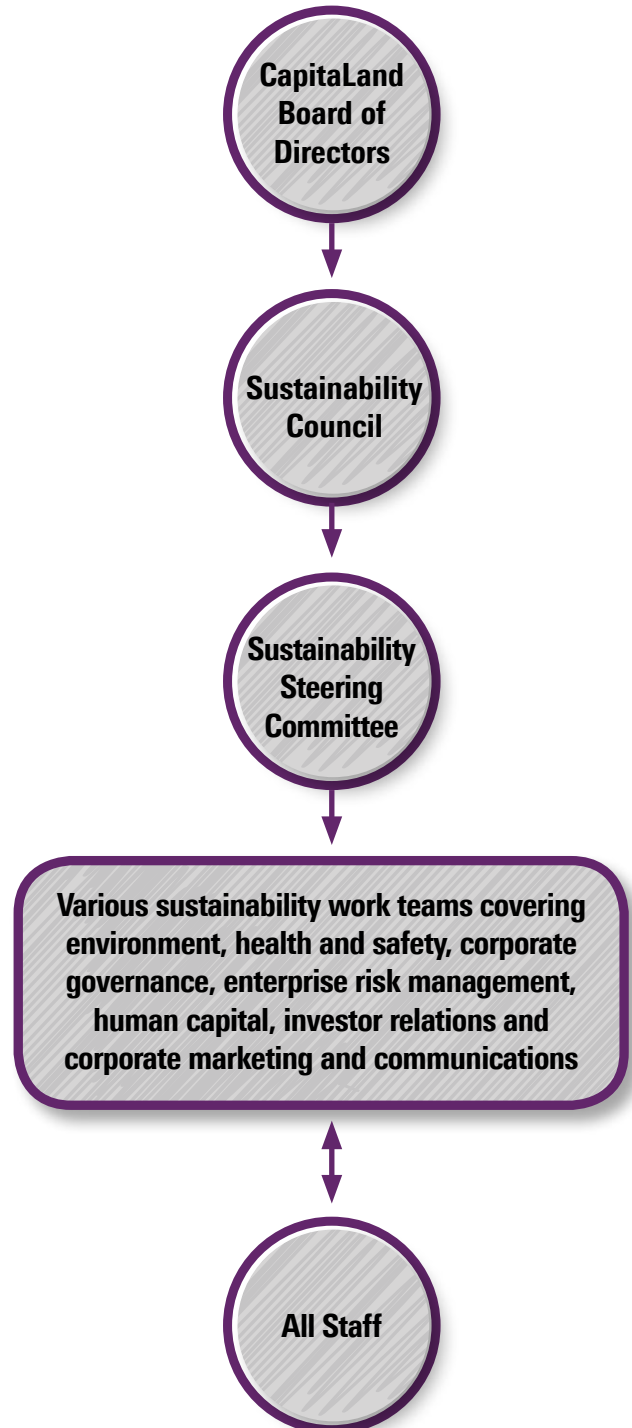 CapitaLand
Board of
Directors
Sustainability
Council
Sustainability
Steering
Committee
Various sustainability work teams covering
environment, health and safety, corporate
governance, enterprise risk management,
human capital, investor relations and
corporate marketing and communications
All Staff